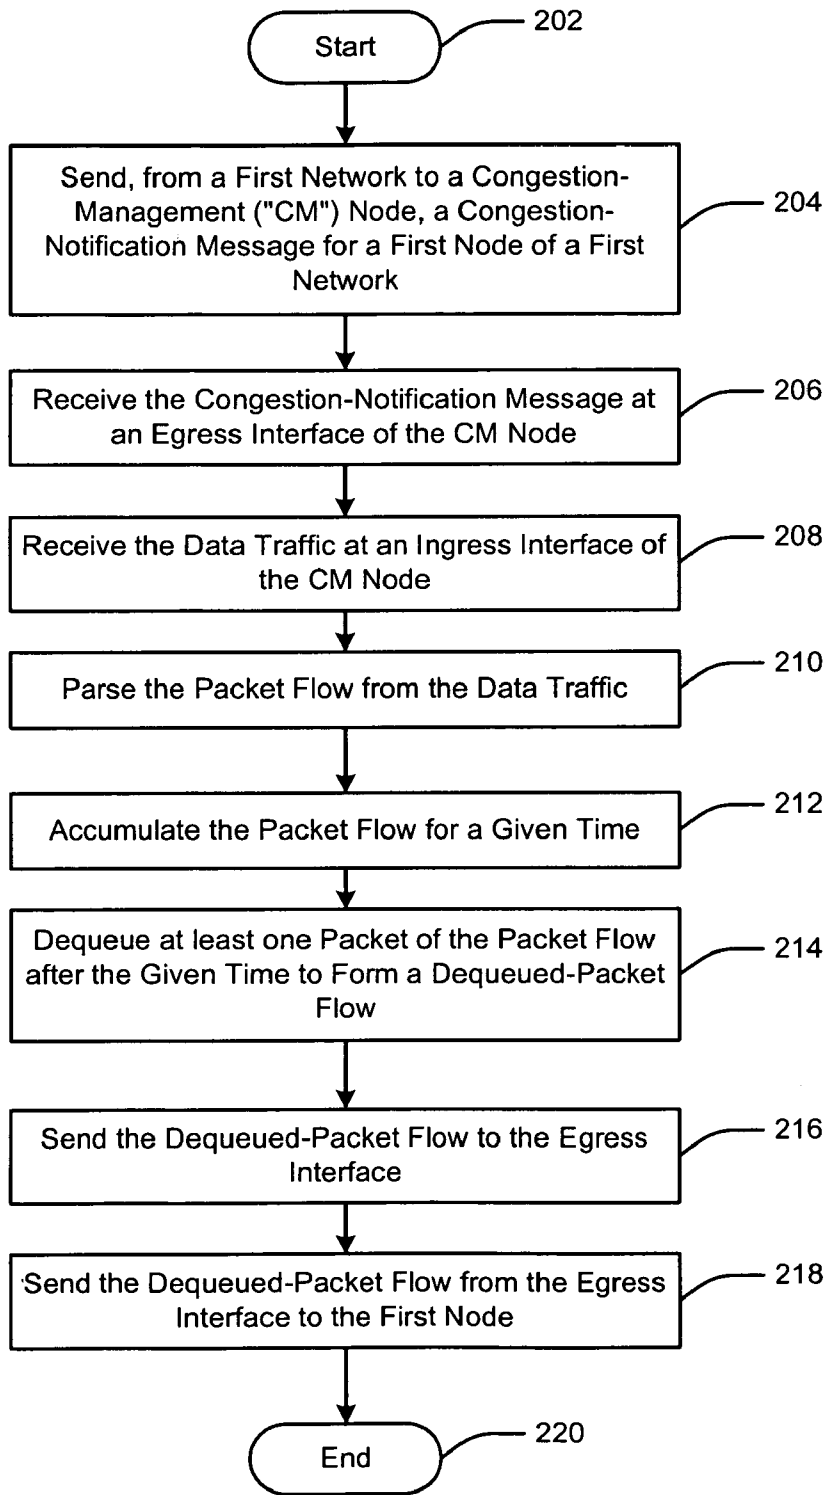 Start
202
Send, from a First Network to a Congestion-
Management ("CM") Node, a Congestion-
Notification Message for a First Node of a First
Network
204
Receive the Congestion-Notification Message at
an Egress Interface of the CM Node
206
Receive the Data Traffic at an Ingress Interface of
the CM Node
208
Parse the Packet Flow from the Data Traffic
210
Accumulate the Packet Flow for a Given Time
212
Dequeue at least one Packet of the Packet Flow
after the Given Time to Form a Dequeued-Packet
Flow
214
Send the Dequeued-Packet Flow to the Egress
Interface
216
Send the Dequeued-Packet Flow from the Egress
Interface to the First Node
218
End
220